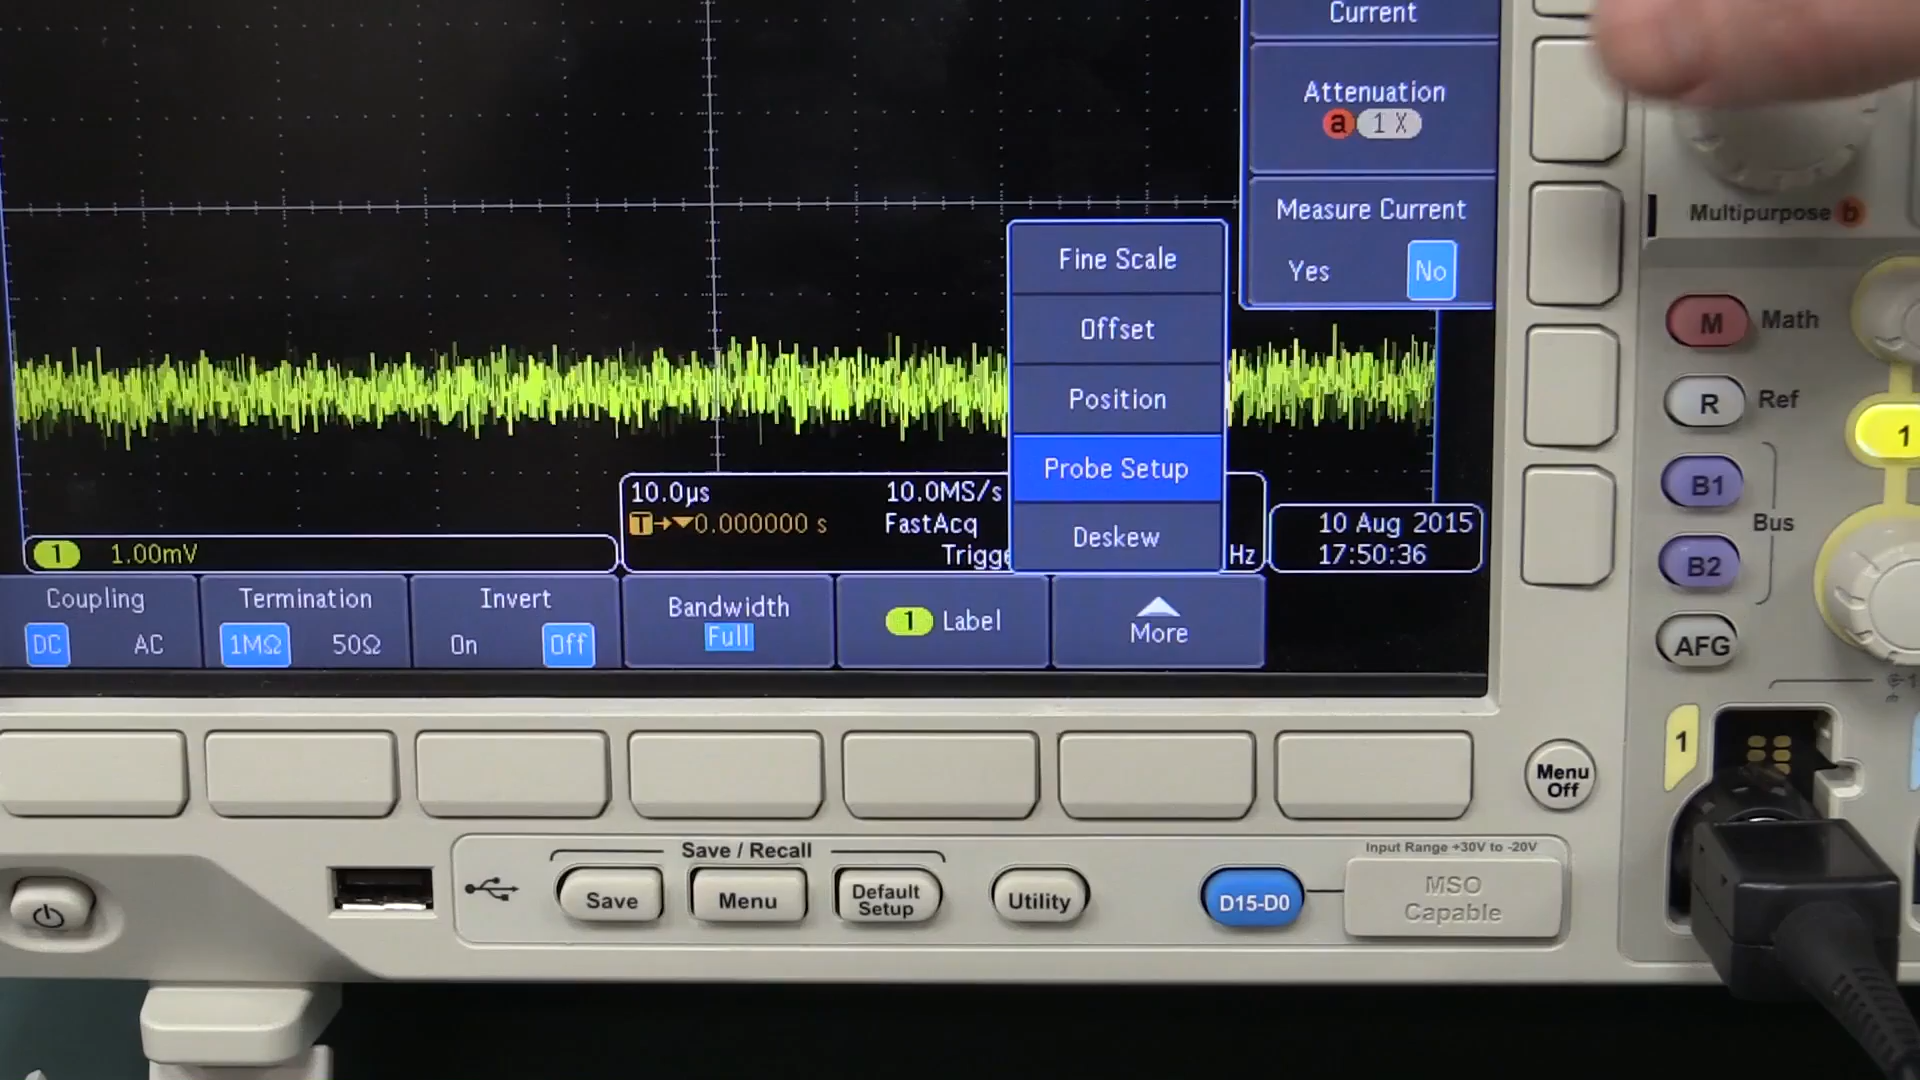 Current
Attenuation
a 1 X
Multipurpose b
Measure Current
Yes No
Fine Scale
Offset
Position
Probe Setup
Deskew
10.0µs 10.0MS/s
T 0.000000 s FastAcq
Trigge Hz
10 Aug 2015
17:50:36
1 1.00mV
Coupling
DC AC
Termination
1MΩ 50Ω
Invert
On Off
Bandwidth
Full
1 Label
More
M Math
R Ref
1
B1
Bus
B2
AFG
1
Menu
Off
Save / Recall
Save
Menu
Default
Setup
Utility
D15-D0
Input Range +30V to -20V
MSO
Capable